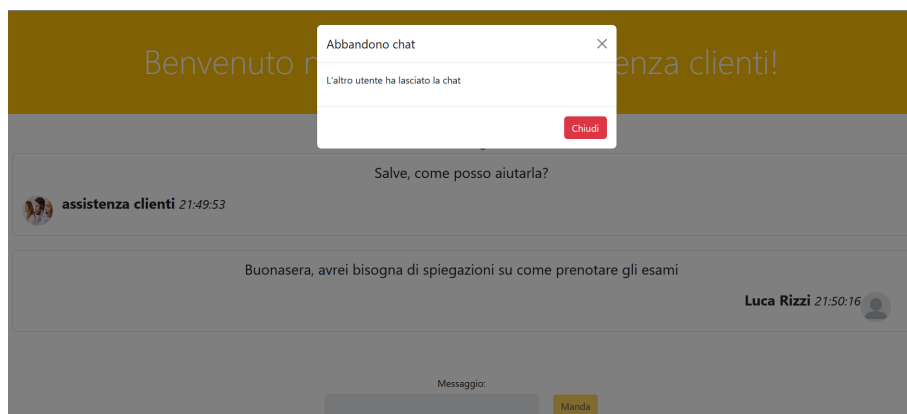 Abbandono chat
Benvenuto enza clienti!
L'altro utente ha lasciato la chat
Chiudi
Salve, come posso aiutarla?
assistenza clienti 21:49:53
Buonasera, avrei bisogna di spiegazioni su come prenotare gli esami
Luca Rizzi 21:50:16
Messaggio:
Manda